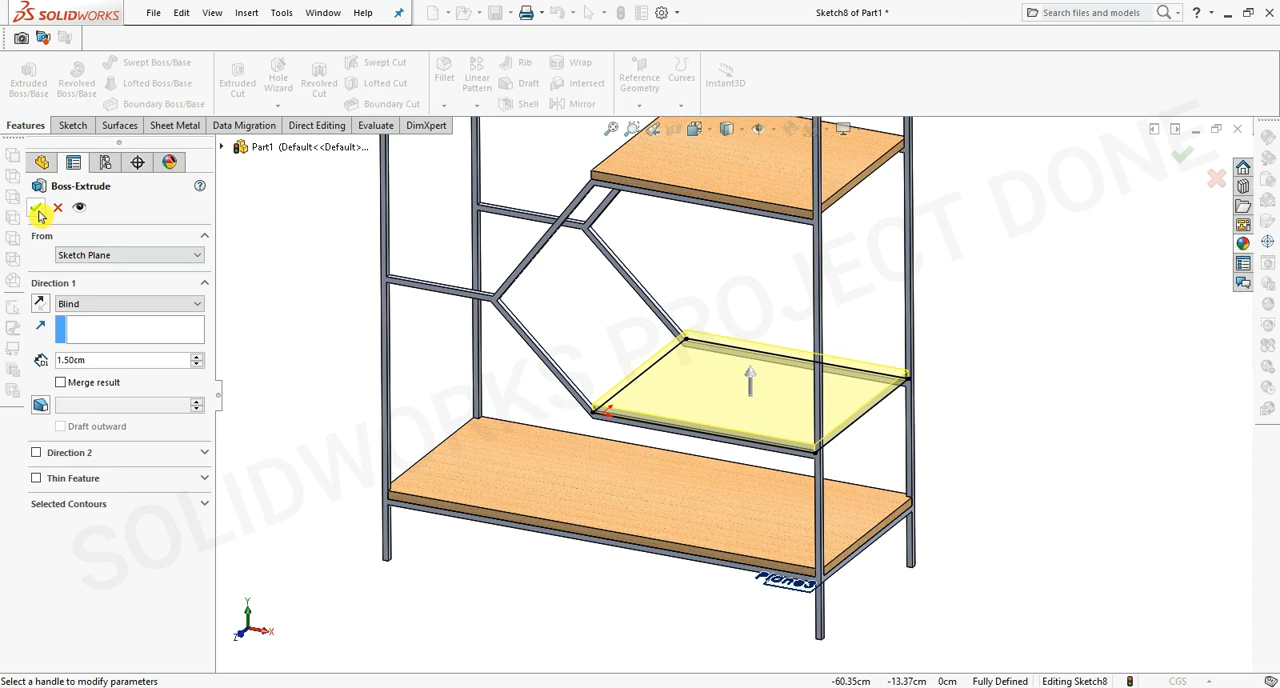 SOLIDWORKS
File Edit View Insert Tools Window Help
Sketch8 of Part1 *
Search files and models
Extruded Boss/Base
Revolved Boss/Base
Swept Boss/Base
Lofted Boss/Base
Boundary Boss/Base
Extruded Cut
Hole Wizard
Revolved Cut
Swept Cut
Lofted Cut
Boundary Cut
Fillet
Linear Pattern
Rib
Draft
Shell
Wrap
Intersect
Mirror
Reference Geometry
Curves
Instant3D
Features Sketch Surfaces Sheet Metal Data Migration Direct Editing Evaluate DimXpert
Part1 (Default<<Default>...
Boss-Extrude
From
Sketch Plane
Direction 1
Blind
D1
1.50cm
Merge result
Draft outward
Direction 2
Thin Feature
Selected Contours
SOLIDWORKS PROJECT DONE
Plane3
Y
Z
X
Select a handle to modify parameters
-60.35cm -13.37cm 0cm Fully Defined Editing Sketch8 CGS